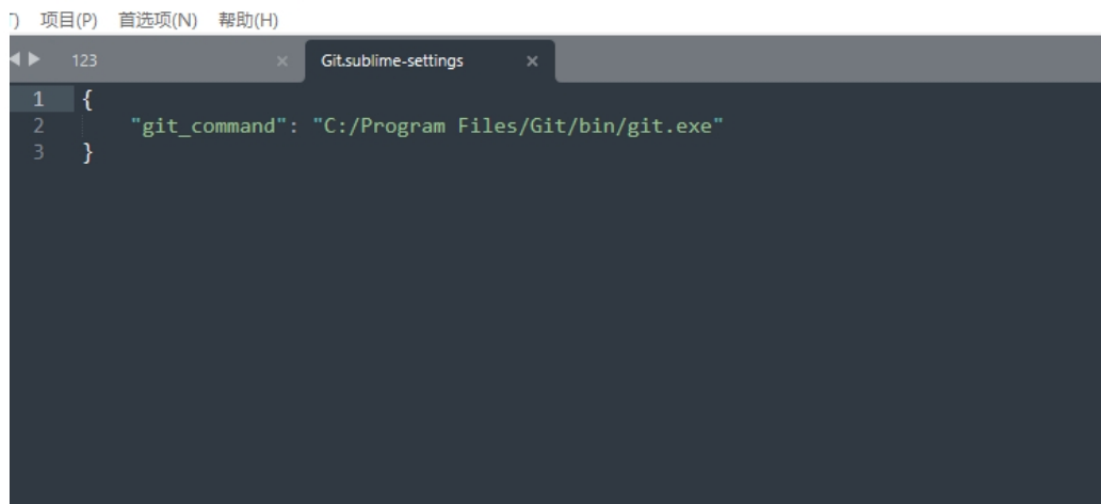 ) 项目(P) 首选项(N) 帮助(H)
123 × Git.sublime-settings ×
1 {
2 "git_command": "C:/Program Files/Git/bin/git.exe"
3 }